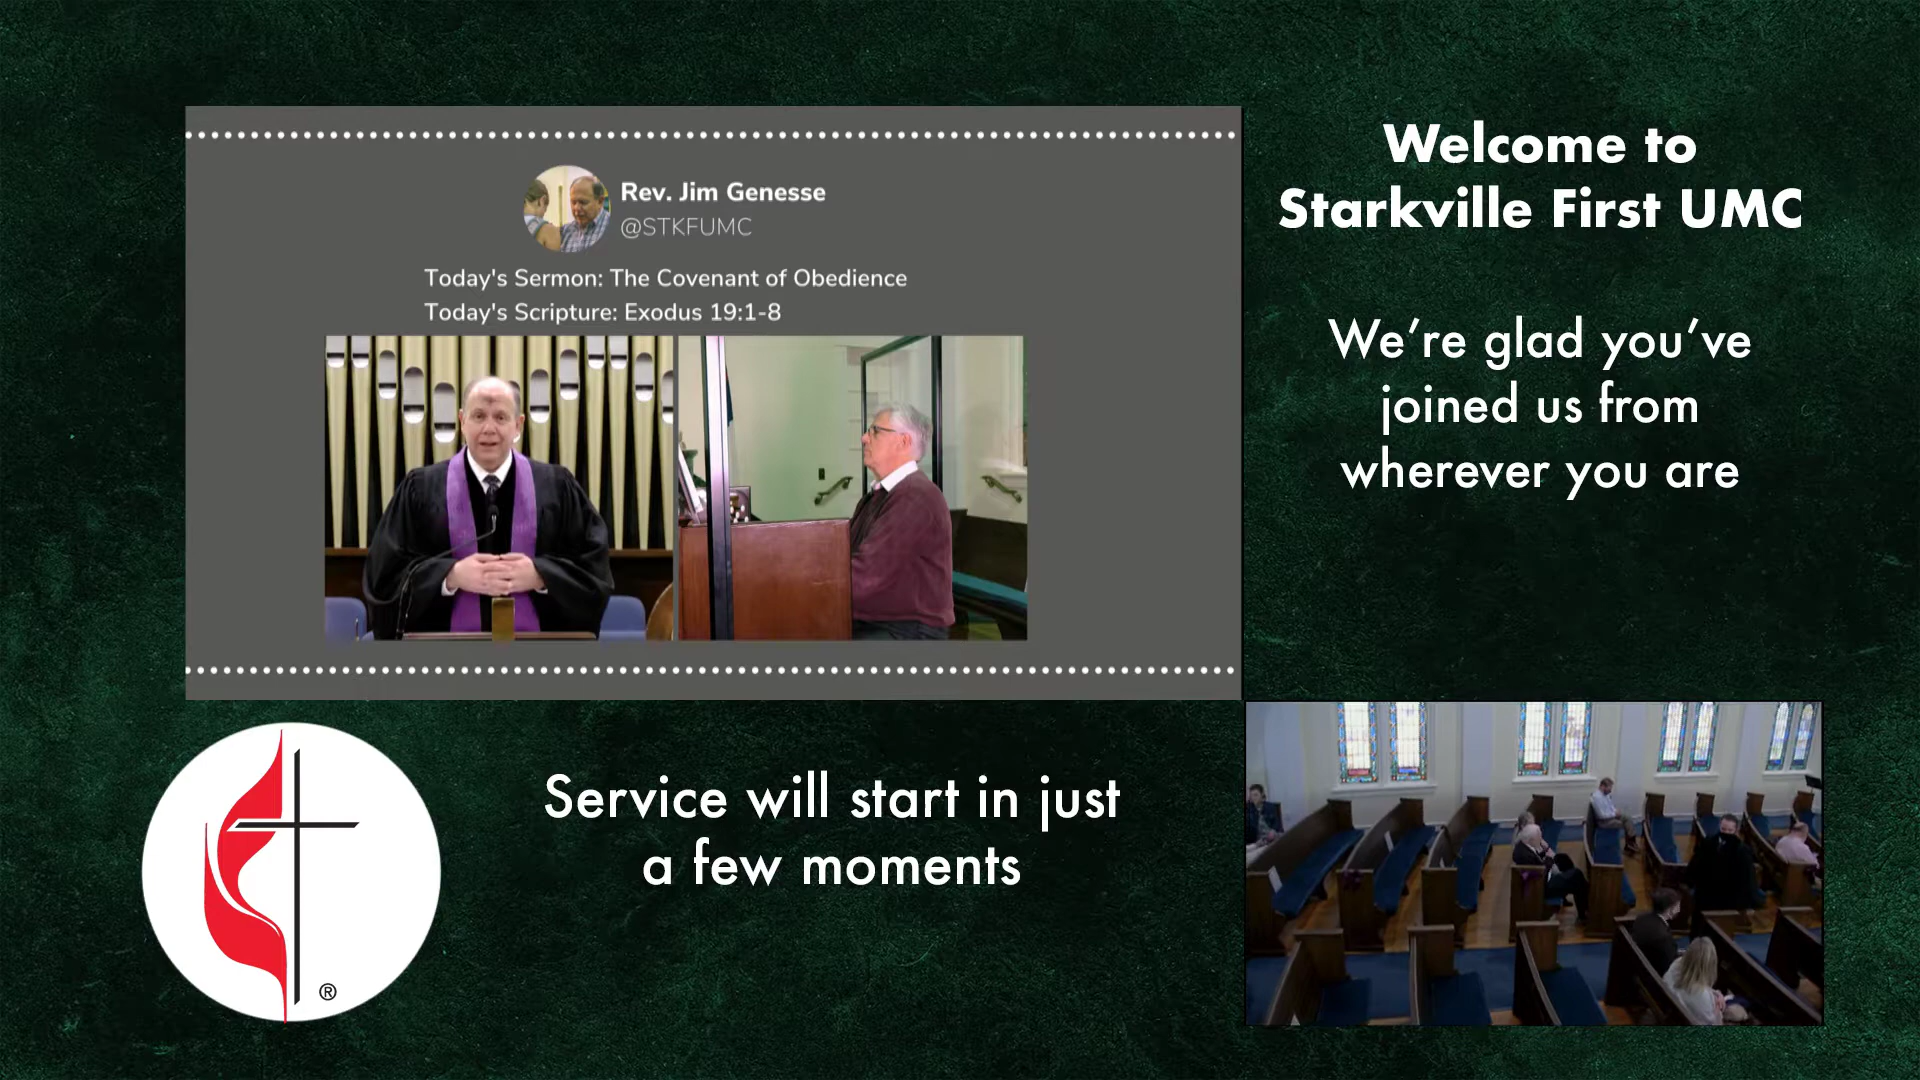 Rev. Jim Genesse
@STKFUMC
Today's Sermon: The Covenant of Obedience
Today's Scripture: Exodus 19:1-8
Welcome to
Starkville First UMC
We’re glad you’ve
joined us from
wherever you are
Service will start in just
a few moments
®